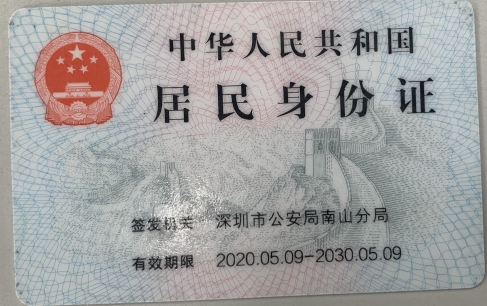 中华人民共和国
居民身份证
签发机关 深圳市公安局南山分局
有效期限 2020.05.09-2030.05.09